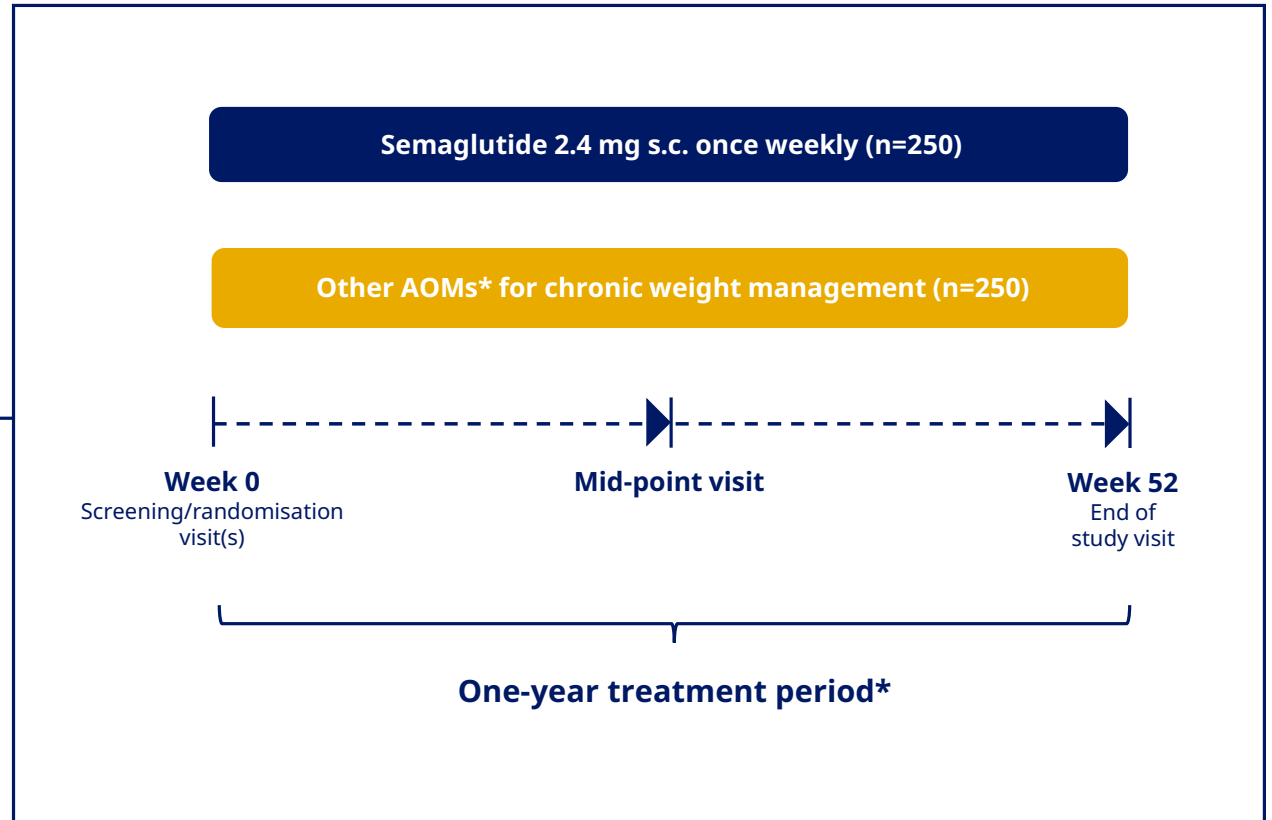 Semaglutide 2.4 mg s.c. once weekly (n=250)
Other AOMs* for chronic weight management (n=250)
Week 0
Screening/randomisation
visit(s)
Mid-point visit
Week 52
End of
study visit
One-year treatment period*